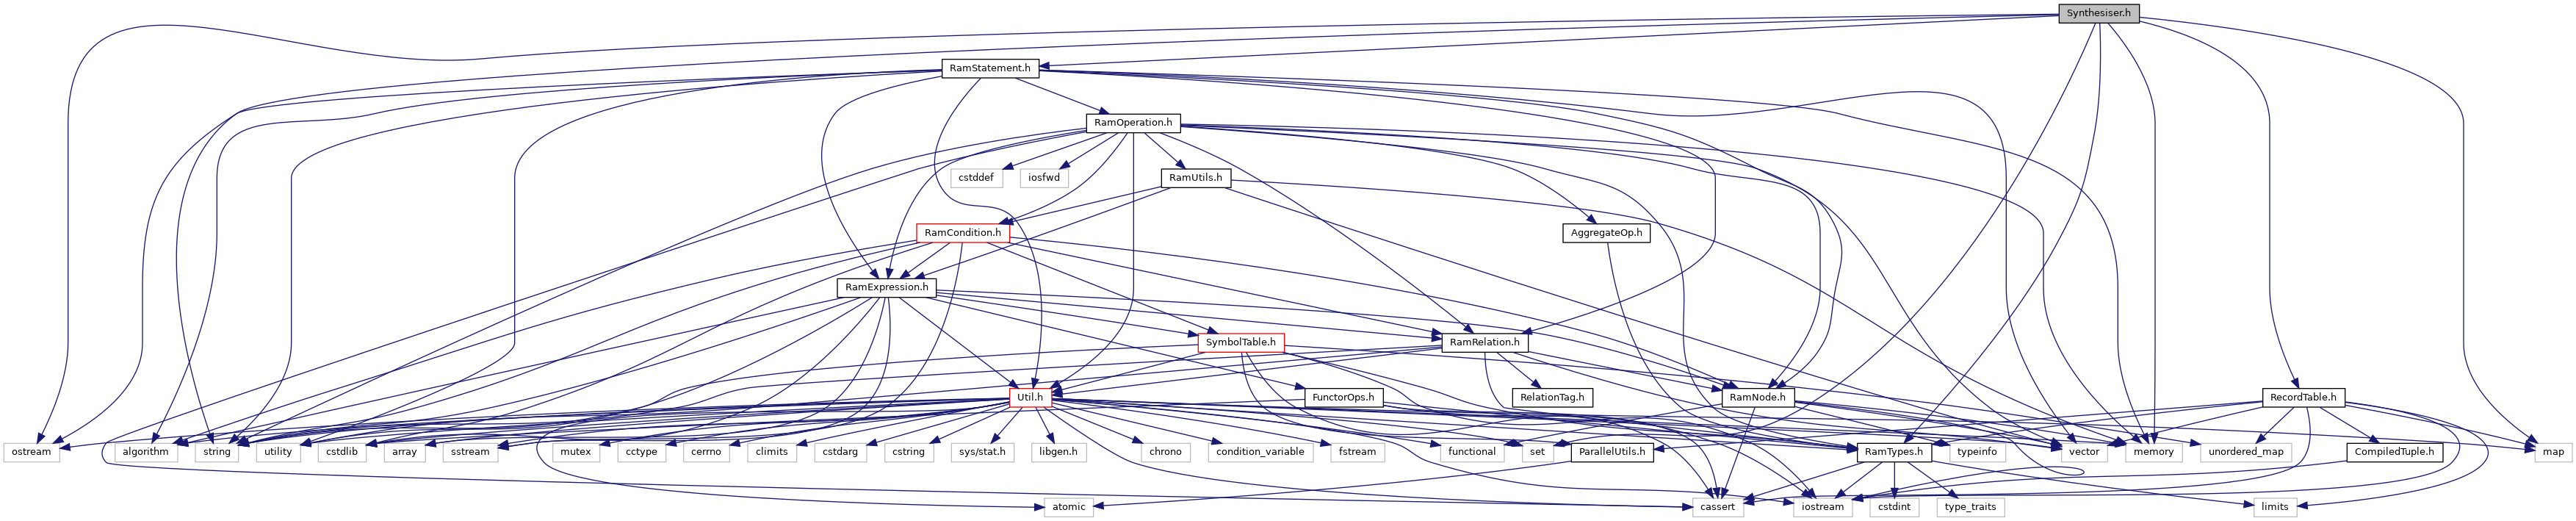 Synthesiser.h
RamStatement.h
RamOperation.h
cstddef
iosfwd
RamUtils.h
RamCondition.h
AggregateOp.h
RamExpression.h
SymbolTable.h
RamRelation.h
Util.h
FunctorOps.h
RelationTag.h
RamNode.h
RecordTable.h
ostream
algorithm
string
utility
cstdlib
array
sstream
mutex
cctype
cerrno
climits
cstdarg
cstring
sys/stat.h
libgen.h
chrono
condition_variable
fstream
functional
set
ParallelUtils.h
RamTypes.h
typeinfo
vector
memory
unordered_map
CompiledTuple.h
map
atomic
cassert
iostream
cstdint
type_traits
limits